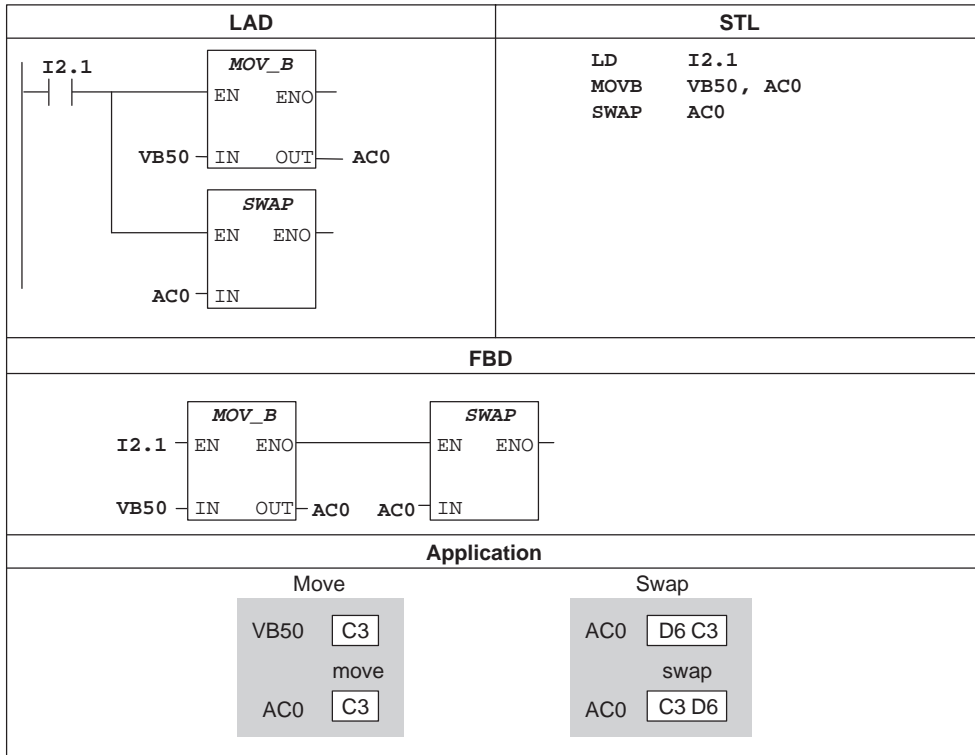 LAD
STL
I2.1
MOV_B
EN ENO
VB50 IN OUT AC0
SWAP
EN ENO
AC0 IN
LD I2.1
MOVB VB50, AC0
SWAP AC0
FBD
MOV_B SWAP
I2.1 EN ENO EN ENO
VB50 IN OUT AC0 AC0 IN
Application
Move Swap
VB50 C3 AC0 D6 C3
move swap
AC0 C3 AC0 C3 D6